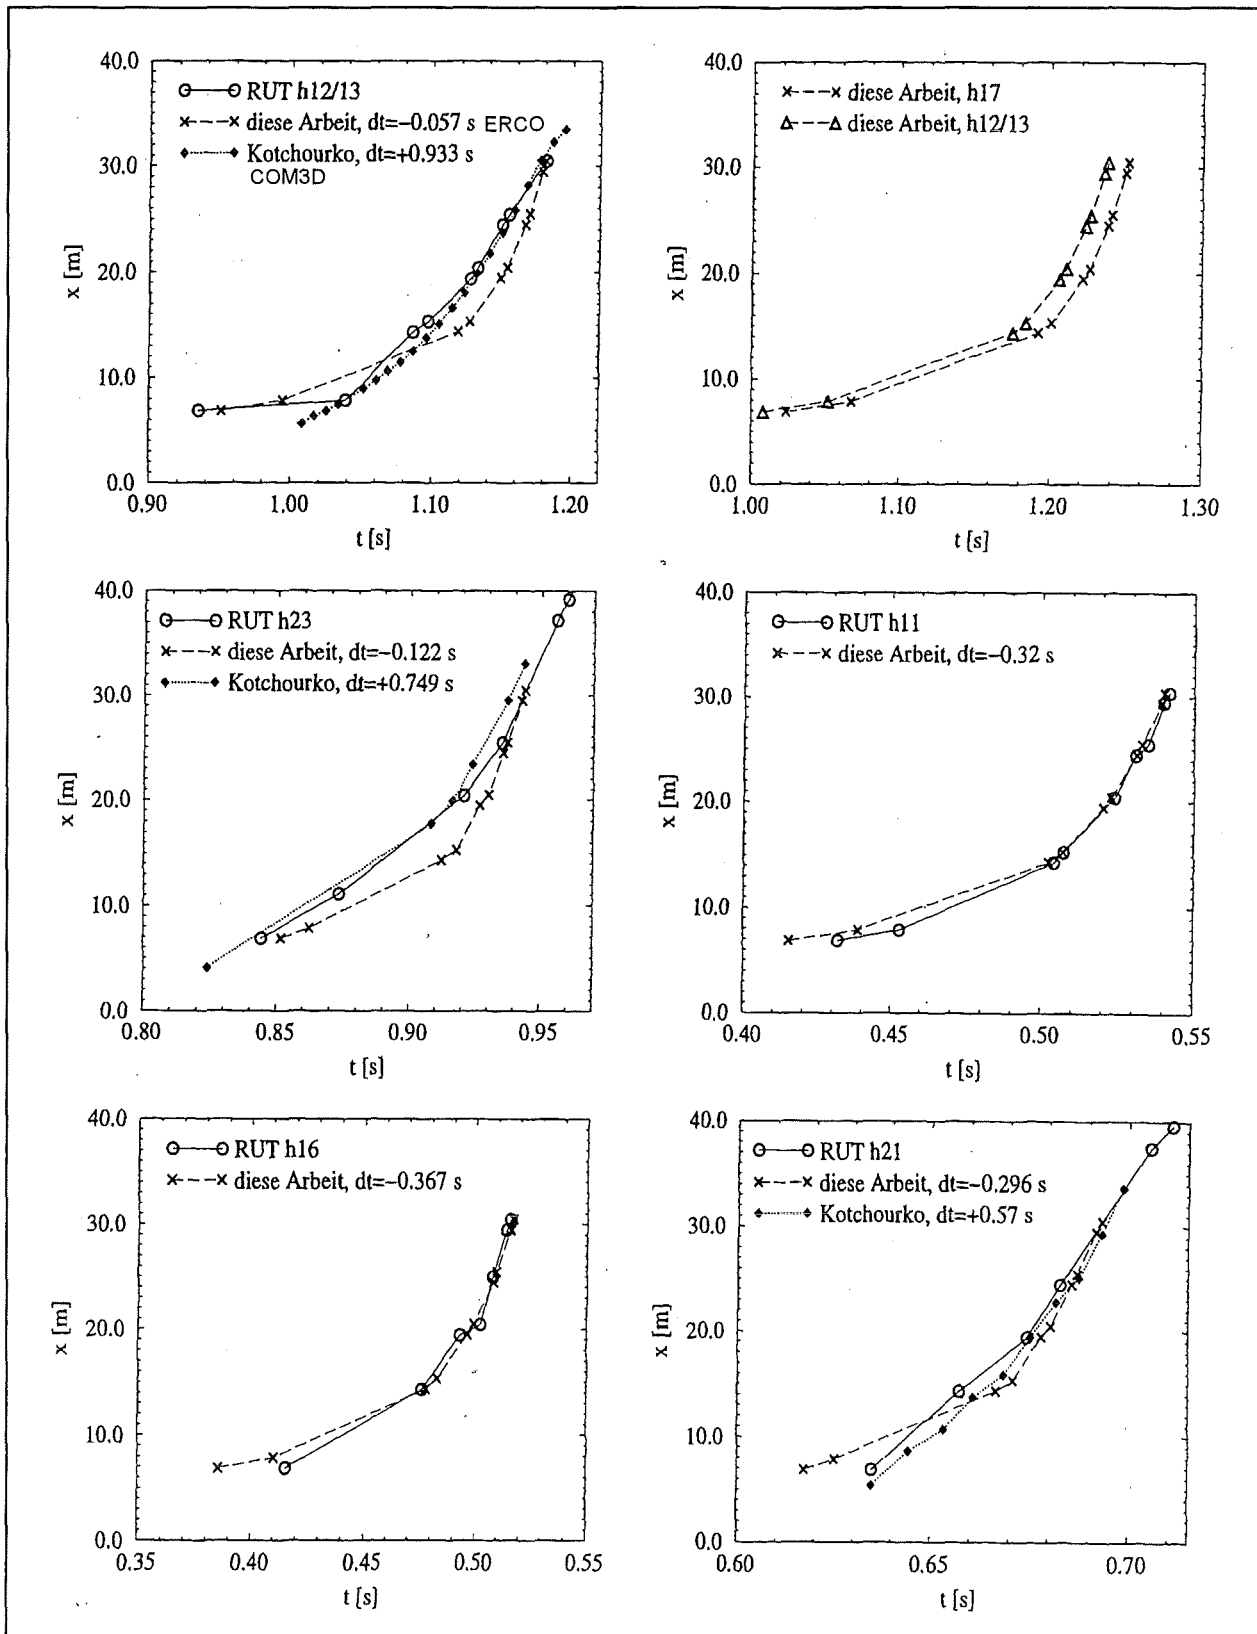 40.0
30.0
20.0
10.0
0.0
x [m]
RUT h12/13
diese Arbeit, dt=−0.057 s ERCO
Kotchourko, dt=+0.933 s
COM3D
0.90
1.00
1.10
1.20
t [s]
40.0
30.0
20.0
10.0
0.0
x [m]
diese Arbeit, h17
diese Arbeit, h12/13
1.00
1.10
1.20
1.30
t [s]
40.0
30.0
20.0
10.0
0.0
x [m]
RUT h23
diese Arbeit, dt=−0.122 s
Kotchourko, dt=+0.749 s
0.80
0.85
0.90
0.95
t [s]
40.0
30.0
20.0
10.0
0.0
x [m]
RUT h11
diese Arbeit, dt=−0.32 s
0.40
0.45
0.50
0.55
t [s]
40.0
30.0
20.0
10.0
0.0
x [m]
RUT h16
diese Arbeit, dt=−0.367 s
0.35
0.40
0.45
0.50
0.55
t [s]
40.0
30.0
20.0
10.0
0.0
x [m]
RUT h21
diese Arbeit, dt=−0.296 s
Kotchourko, dt=+0.57 s
0.60
0.65
0.70
t [s]